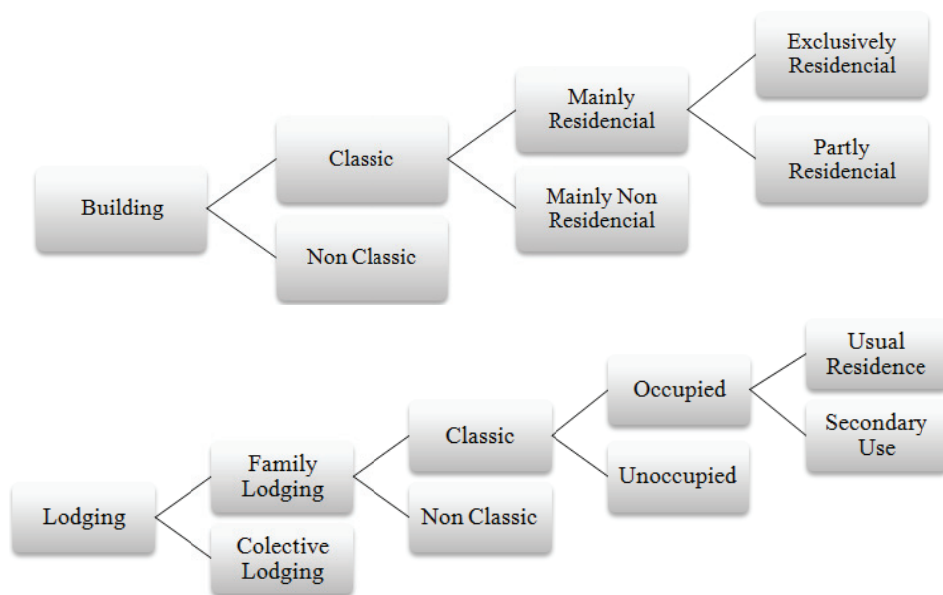 Building
Classic
Non Classic
Mainly
Residencial
Mainly Non
Residencial
Exclusively
Residencial
Partly
Residencial
Lodging
Family
Lodging
Colective
Lodging
Classic
Non Classic
Occupied
Unoccupied
Usual
Residence
Secondary
Use